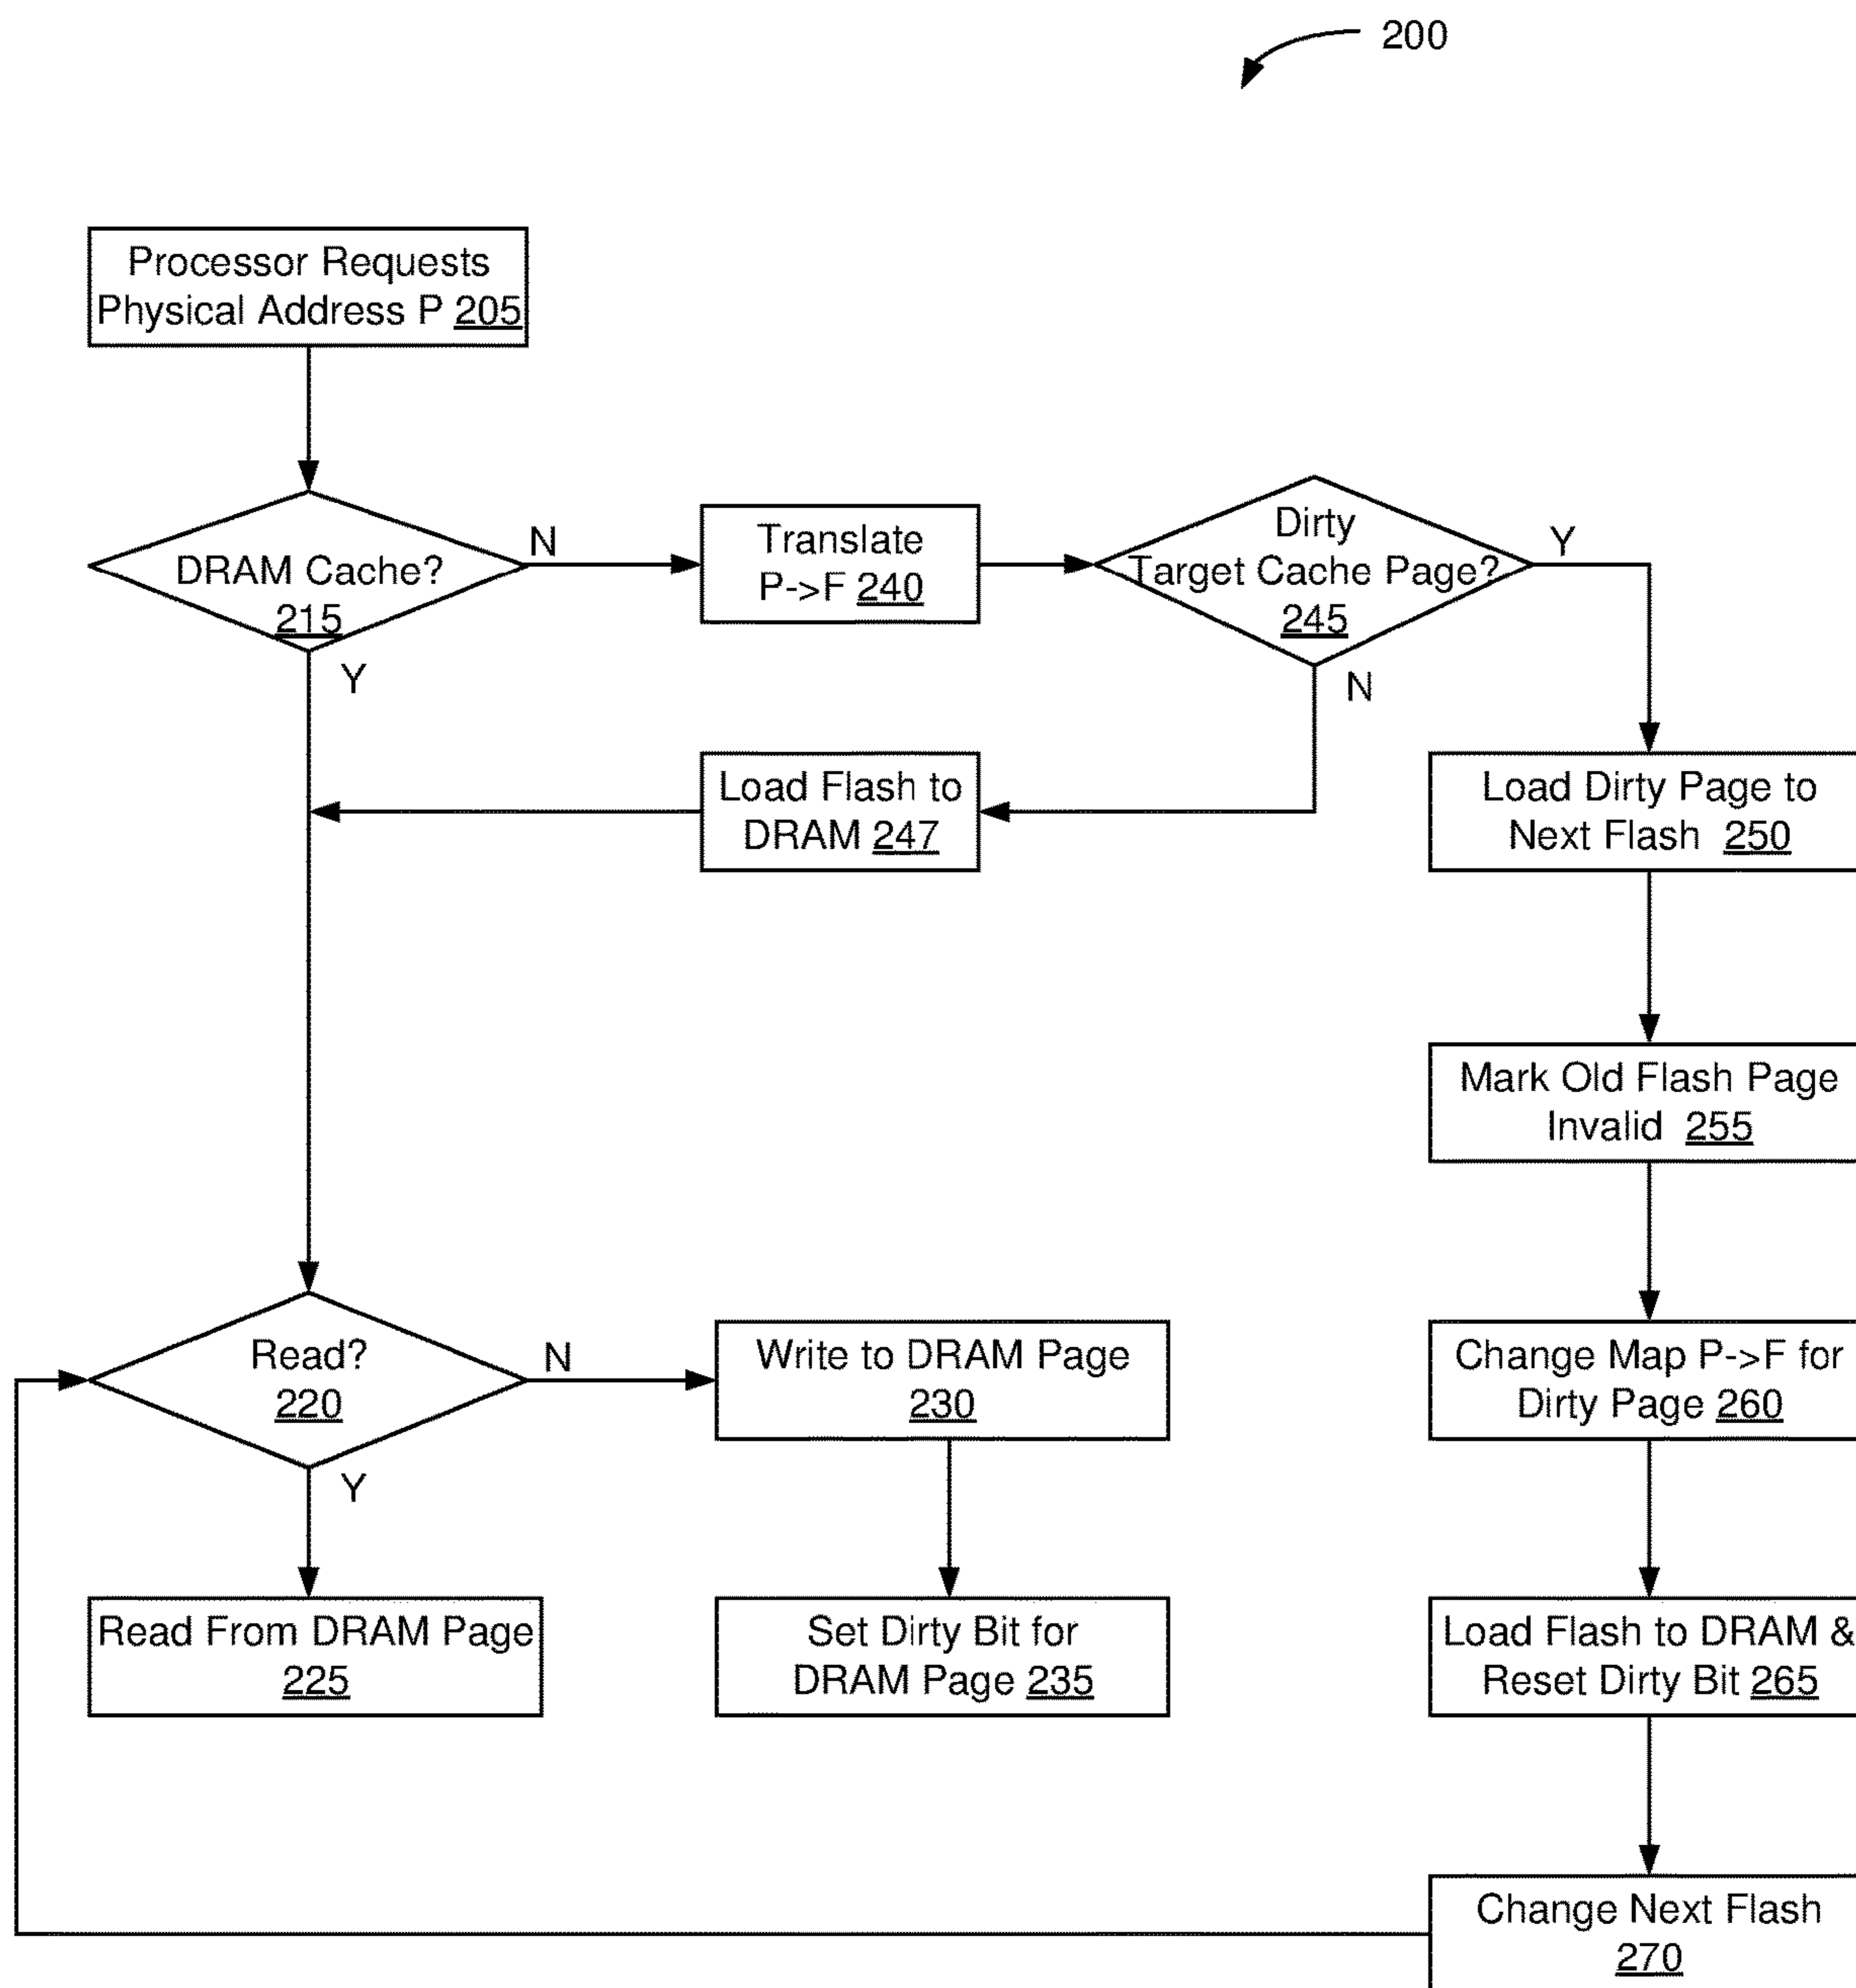 200
Processor Requests
Physical Address P 205
DRAM Cache?
215
N
Y
Translate
P->F 240
Dirty
Target Cache Page?
245
Y
N
Load Flash to
DRAM 247
Load Dirty Page to
Next Flash 250
Mark Old Flash Page
Invalid 255
Read?
220
N
Y
Write to DRAM Page
230
Change Map P->F for
Dirty Page 260
Read From DRAM Page
225
Set Dirty Bit for
DRAM Page 235
Load Flash to DRAM &
Reset Dirty Bit 265
Change Next Flash
270